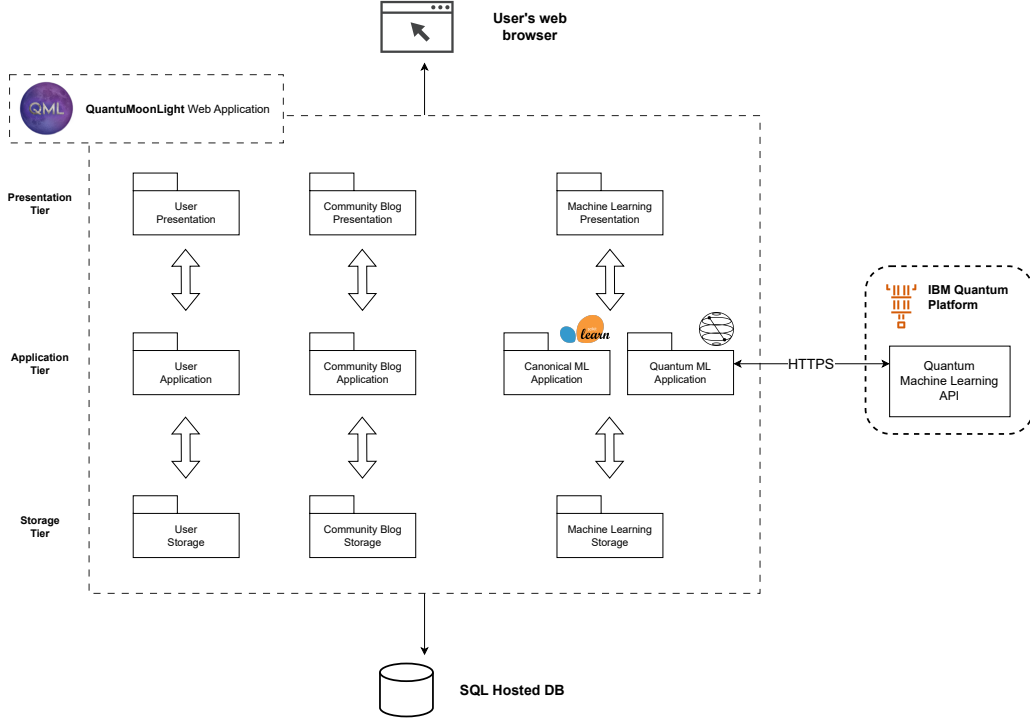 User's web
browser
QML
QuantuMoonLight Web Application
Presentation
Tier
User
Presentation
Community Blog
Presentation
Machine Learning
Presentation
IBM Quantum
Platform
learn
Application
Tier
User
Application
Community Blog
Application
Canonical ML
Application
Quantum ML
Application
HTTPS
Quantum
Machine Learning
API
Storage
Tier
User
Storage
Community Blog
Storage
Machine Learning
Storage
SQL Hosted DB